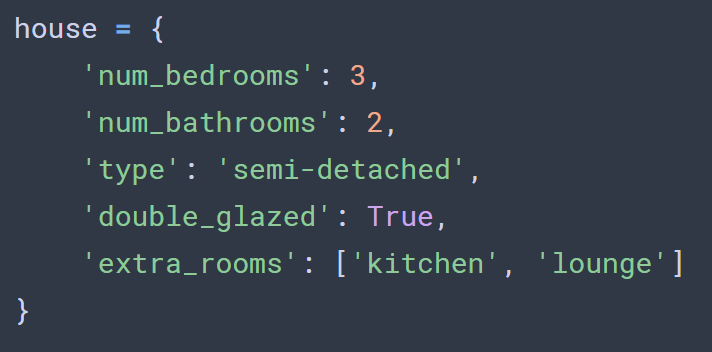 house = {
    'num_bedrooms': 3,
    'num_bathrooms': 2,
    'type': 'semi-detached',
    'double_glazed': True,
    'extra_rooms': ['kitchen', 'lounge']
}